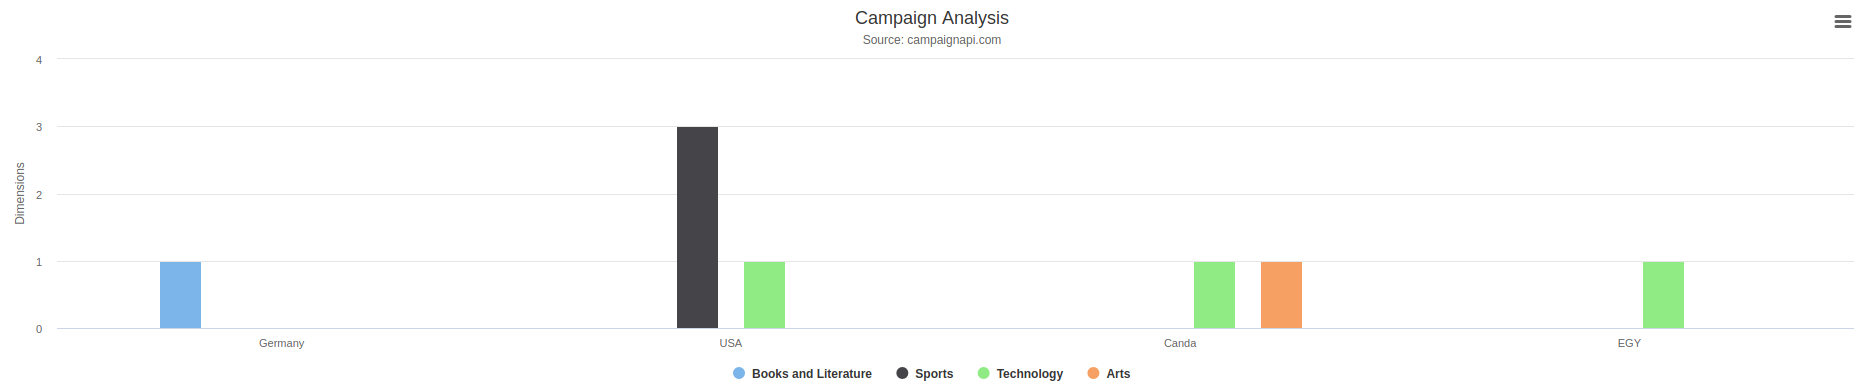 Campaign Analysis
Source: campaignapi.com
Dimensions
4
3
2
1
0
Germany
USA
Canda
EGY
Books and Literature
Sports
Technology
Arts